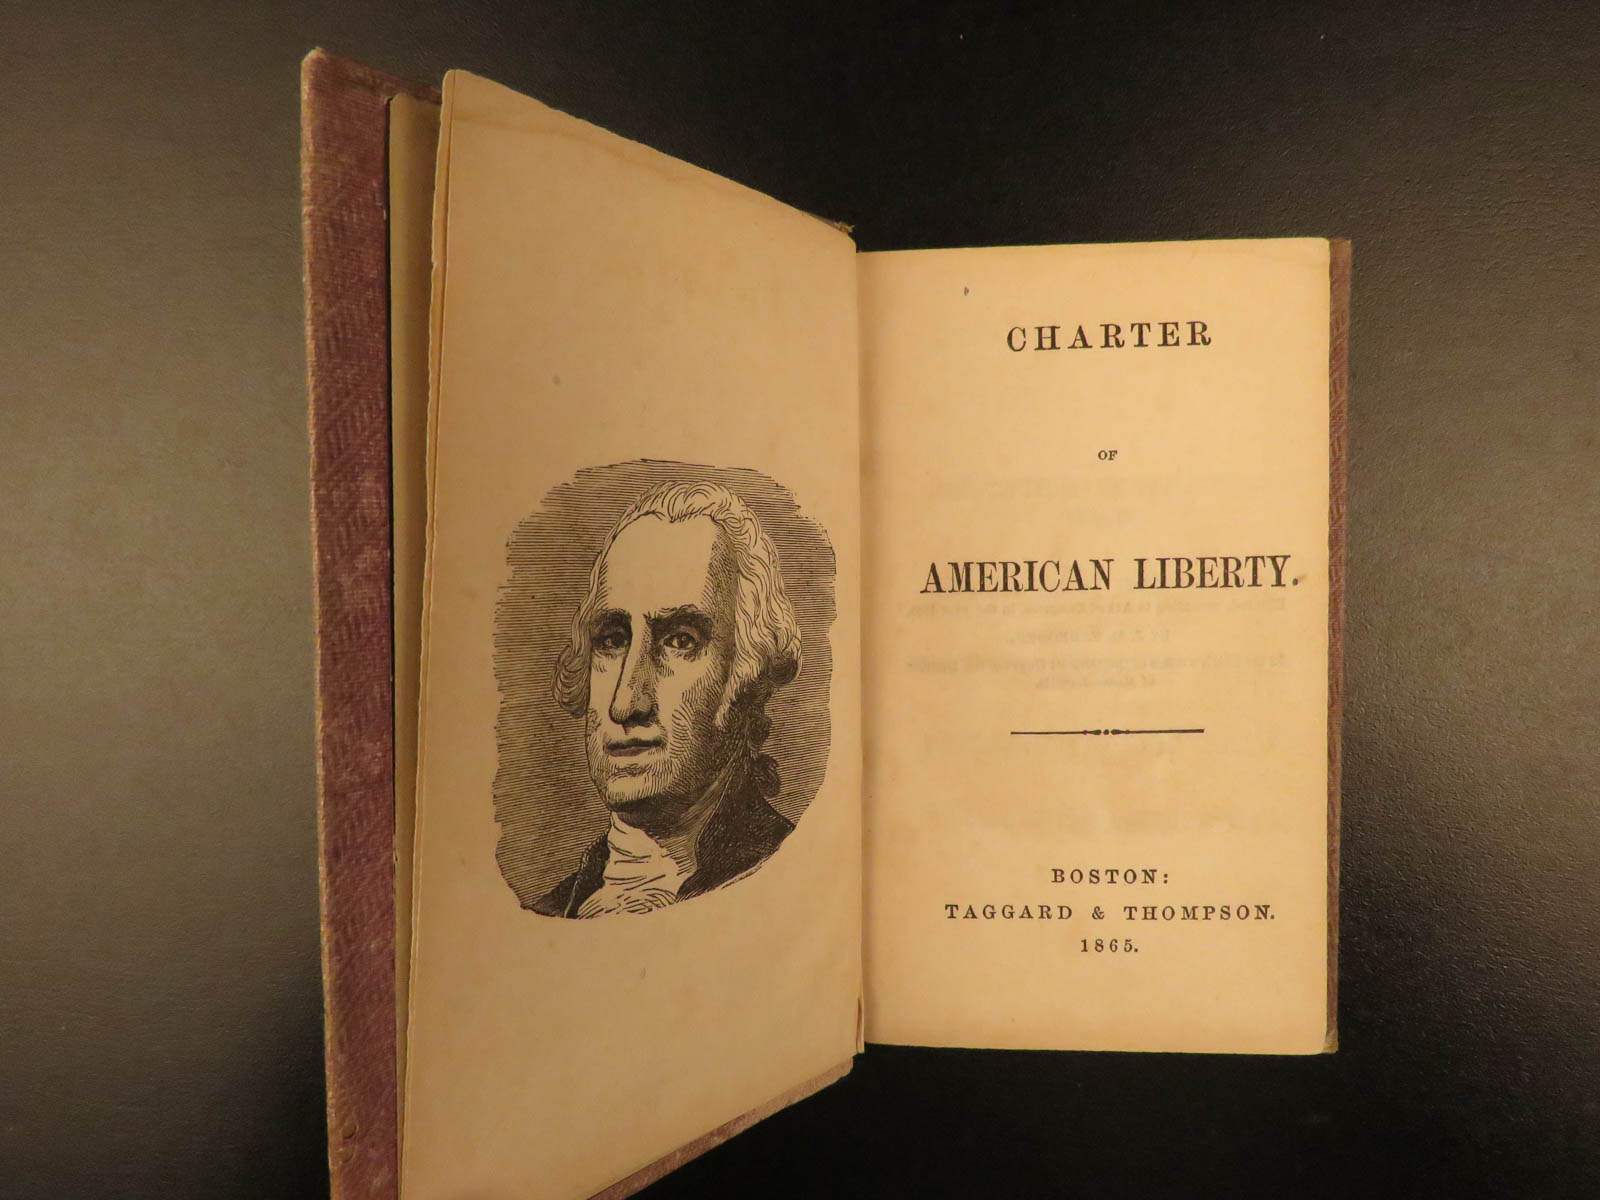 CHARTER
OF
AMERICAN LIBERTY.
BOSTON:
TAGGARD & THOMPSON.
1865.